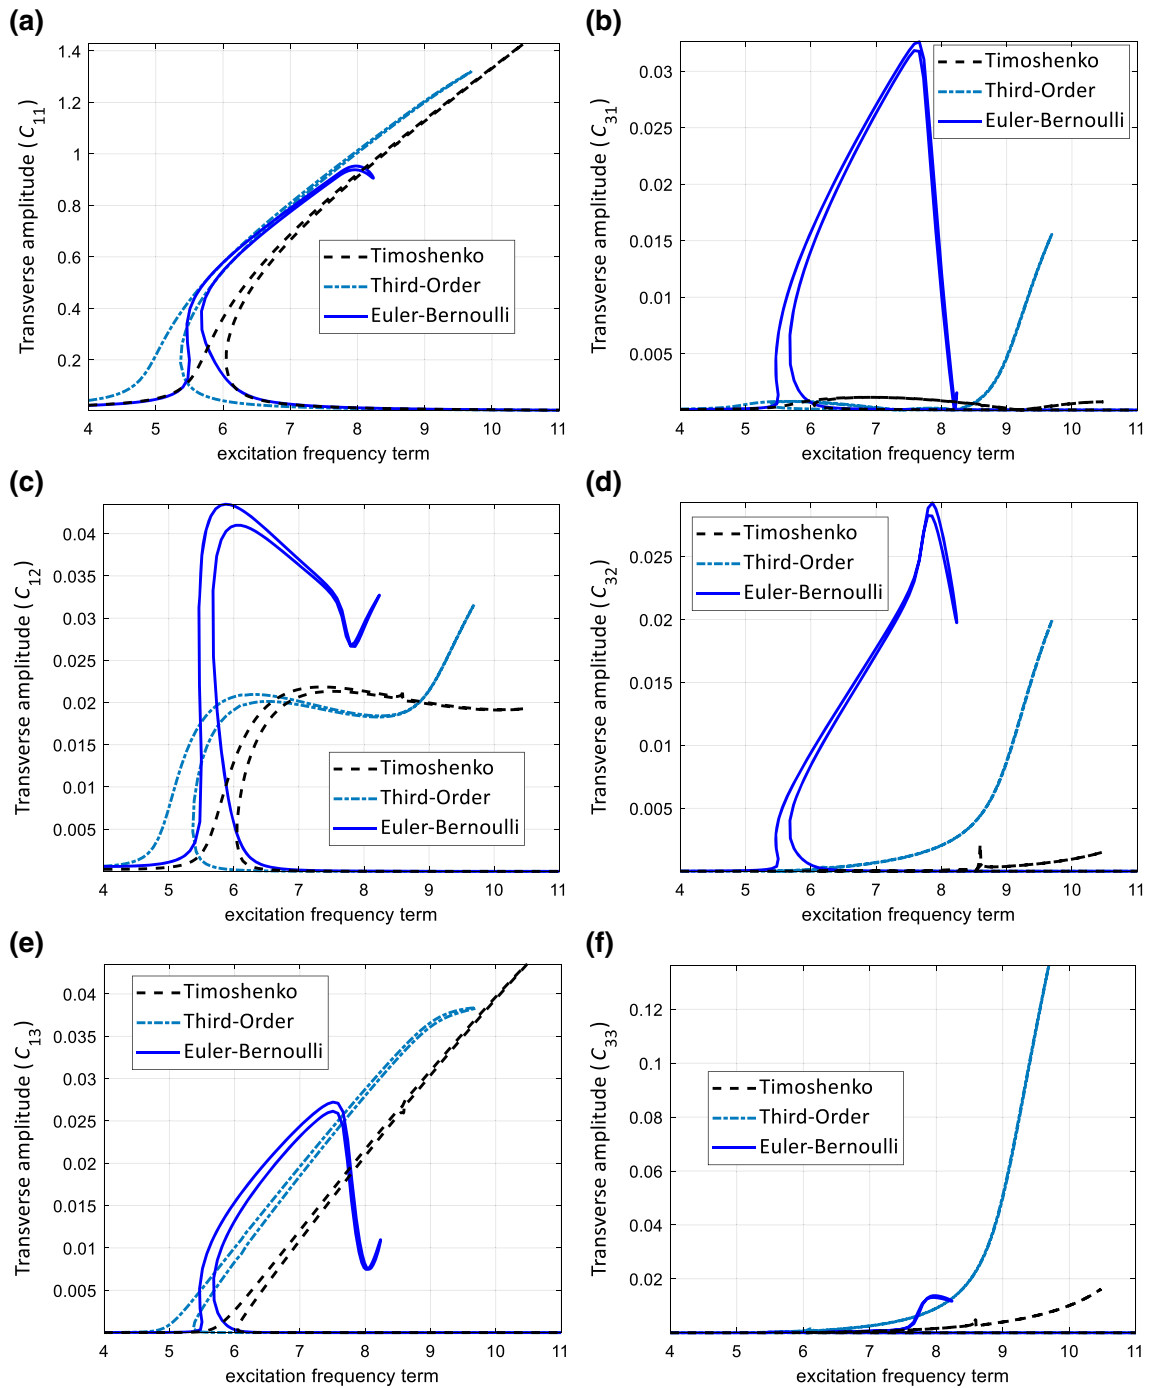 (a)
Transverse amplitude (C11)
1.4
1.2
1
0.8
0.6
0.4
0.2
Timoshenko
Third-Order
Euler-Bernoulli
4 5 6 7 8 9 10 11
excitation frequency term
(b)
Transverse amplitude (C31)
0.03
0.025
0.02
0.015
0.01
0.005
Timoshenko
Third-Order
Euler-Bernoulli
4 5 6 7 8 9 10 11
excitation frequency term
(c)
Transverse amplitude (C12)
0.04
0.035
0.03
0.025
0.02
0.015
0.01
0.005
Timoshenko
Third-Order
Euler-Bernoulli
4 5 6 7 8 9 10 11
excitation frequency term
(d)
Transverse amplitude (C32)
0.025
0.02
0.015
0.01
0.005
Timoshenko
Third-Order
Euler-Bernoulli
4 5 6 7 8 9 10 11
excitation frequency term
(e)
Transverse amplitude (C13)
0.04
0.035
0.03
0.025
0.02
0.015
0.01
0.005
Timoshenko
Third-Order
Euler-Bernoulli
4 5 6 7 8 9 10 11
excitation frequency term
(f)
Transverse amplitude (C33)
0.12
0.1
0.08
0.06
0.04
0.02
Timoshenko
Third-Order
Euler-Bernoulli
4 5 6 7 8 9 10 11
excitation frequency term